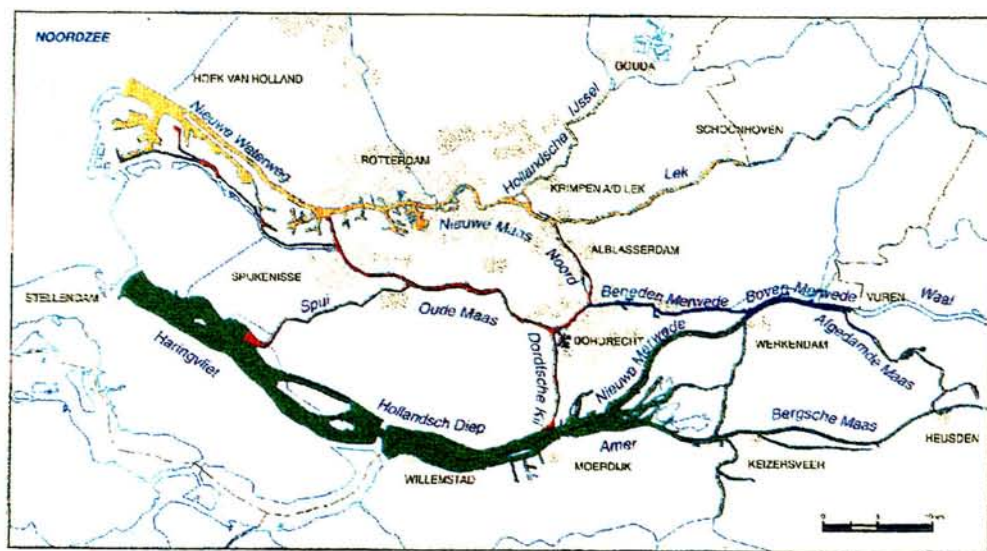 NOORDZEE
HOEK VAN HOLLAND
GOUDA
Nieuwe Waterweg
Hollandsche IJssel
SCHOONHOVEN
ROTTERDAM
KRIMPEN A/D LEK
Lek
Nieuwe Maas
Noord
ALBLASSERDAM
SPIJKENISSE
STELLENDAM
Spui
Oude Maas
Beneden Merwede
Boven-Merwede
VUREN
Waal
Haringvliet
Dordtsche Kil
DORDRECHT
Nieuwe Merwede
WERKENDAM
Afgedamde Maas
Hollandsch Diep
Amer
Bergsche Maas
HEUSDEN
WILLEMSTAD
MOERDIJK
KEIZERSVEER